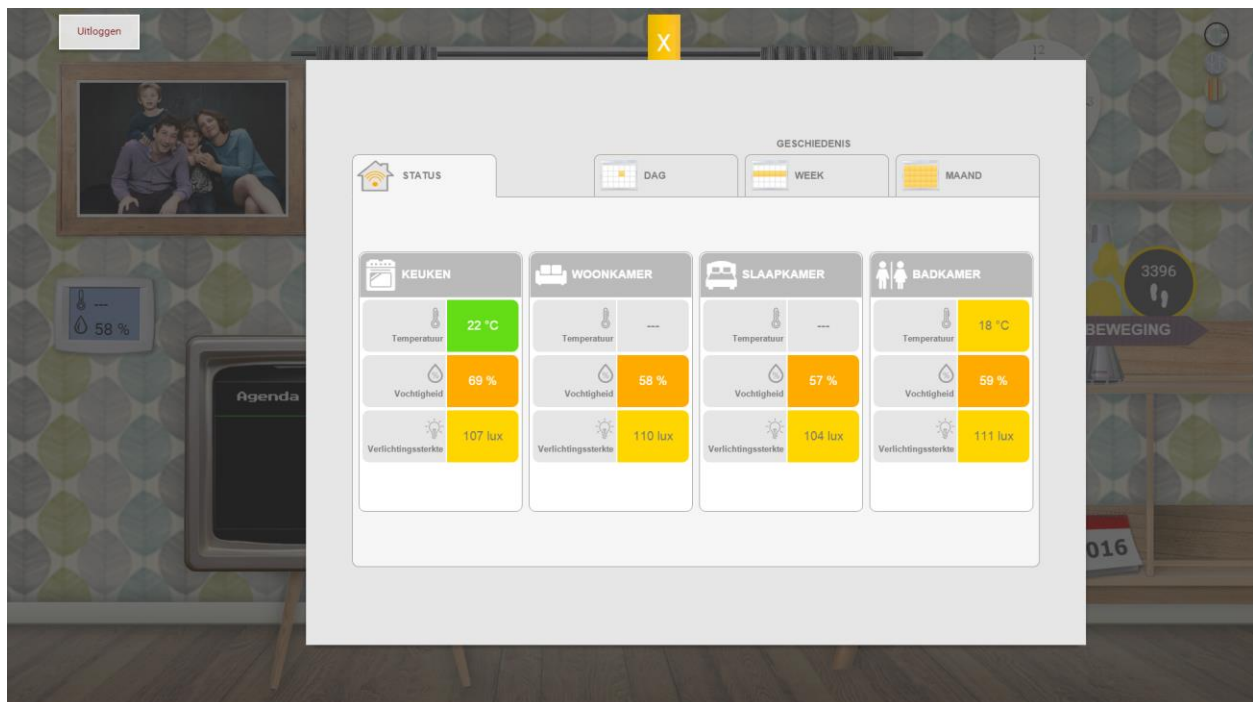 Uitloggen
X
12
GESCHIEDENIS
STATUS
DAG
WEEK
MAAND
KEUKEN
WOONKAMER
SLAAPKAMER
BADKAMER
Temperatuur
22 °C
Temperatuur
---
Temperatuur
---
Temperatuur
18 °C
Vochtigheid
69 %
Vochtigheid
58 %
Vochtigheid
57 %
Vochtigheid
59 %
Verlichtingssterkte
107 lux
Verlichtingssterkte
110 lux
Verlichtingssterkte
104 lux
Verlichtingssterkte
111 lux
---
58 %
Agenda
3396
BEWEGING
016